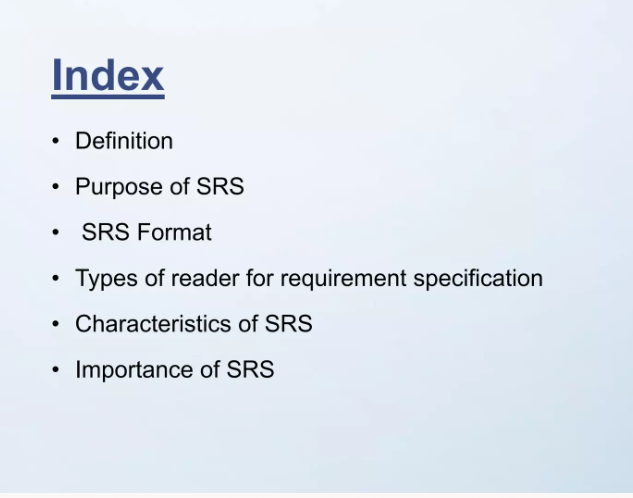 Index
• Definition
• Purpose of SRS
• SRS Format
• Types of reader for requirement specification
• Characteristics of SRS
• Importance of SRS